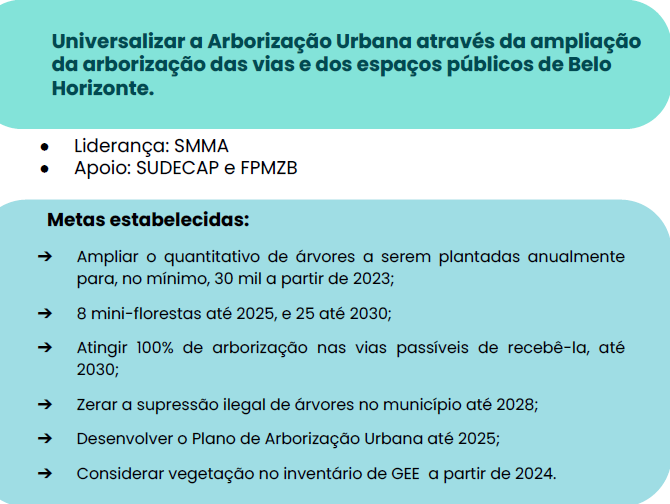 Universalizar a Arborização Urbana através da ampliação
da arborização das vias e dos espaços públicos de Belo
Horizonte.
● Liderança: SMMA
● Apoio: SUDECAP e FPMZB
Metas estabelecidas:
➔ Ampliar o quantitativo de árvores a serem plantadas anualmente
para, no mínimo, 30 mil a partir de 2023;
➔ 8 mini-florestas até 2025, e 25 até 2030;
➔ Atingir 100% de arborização nas vias passíveis de recebê-la, até
2030;
➔ Zerar a supressão ilegal de árvores no município até 2028;
➔ Desenvolver o Plano de Arborização Urbana até 2025;
➔ Considerar vegetação no inventário de GEE a partir de 2024.